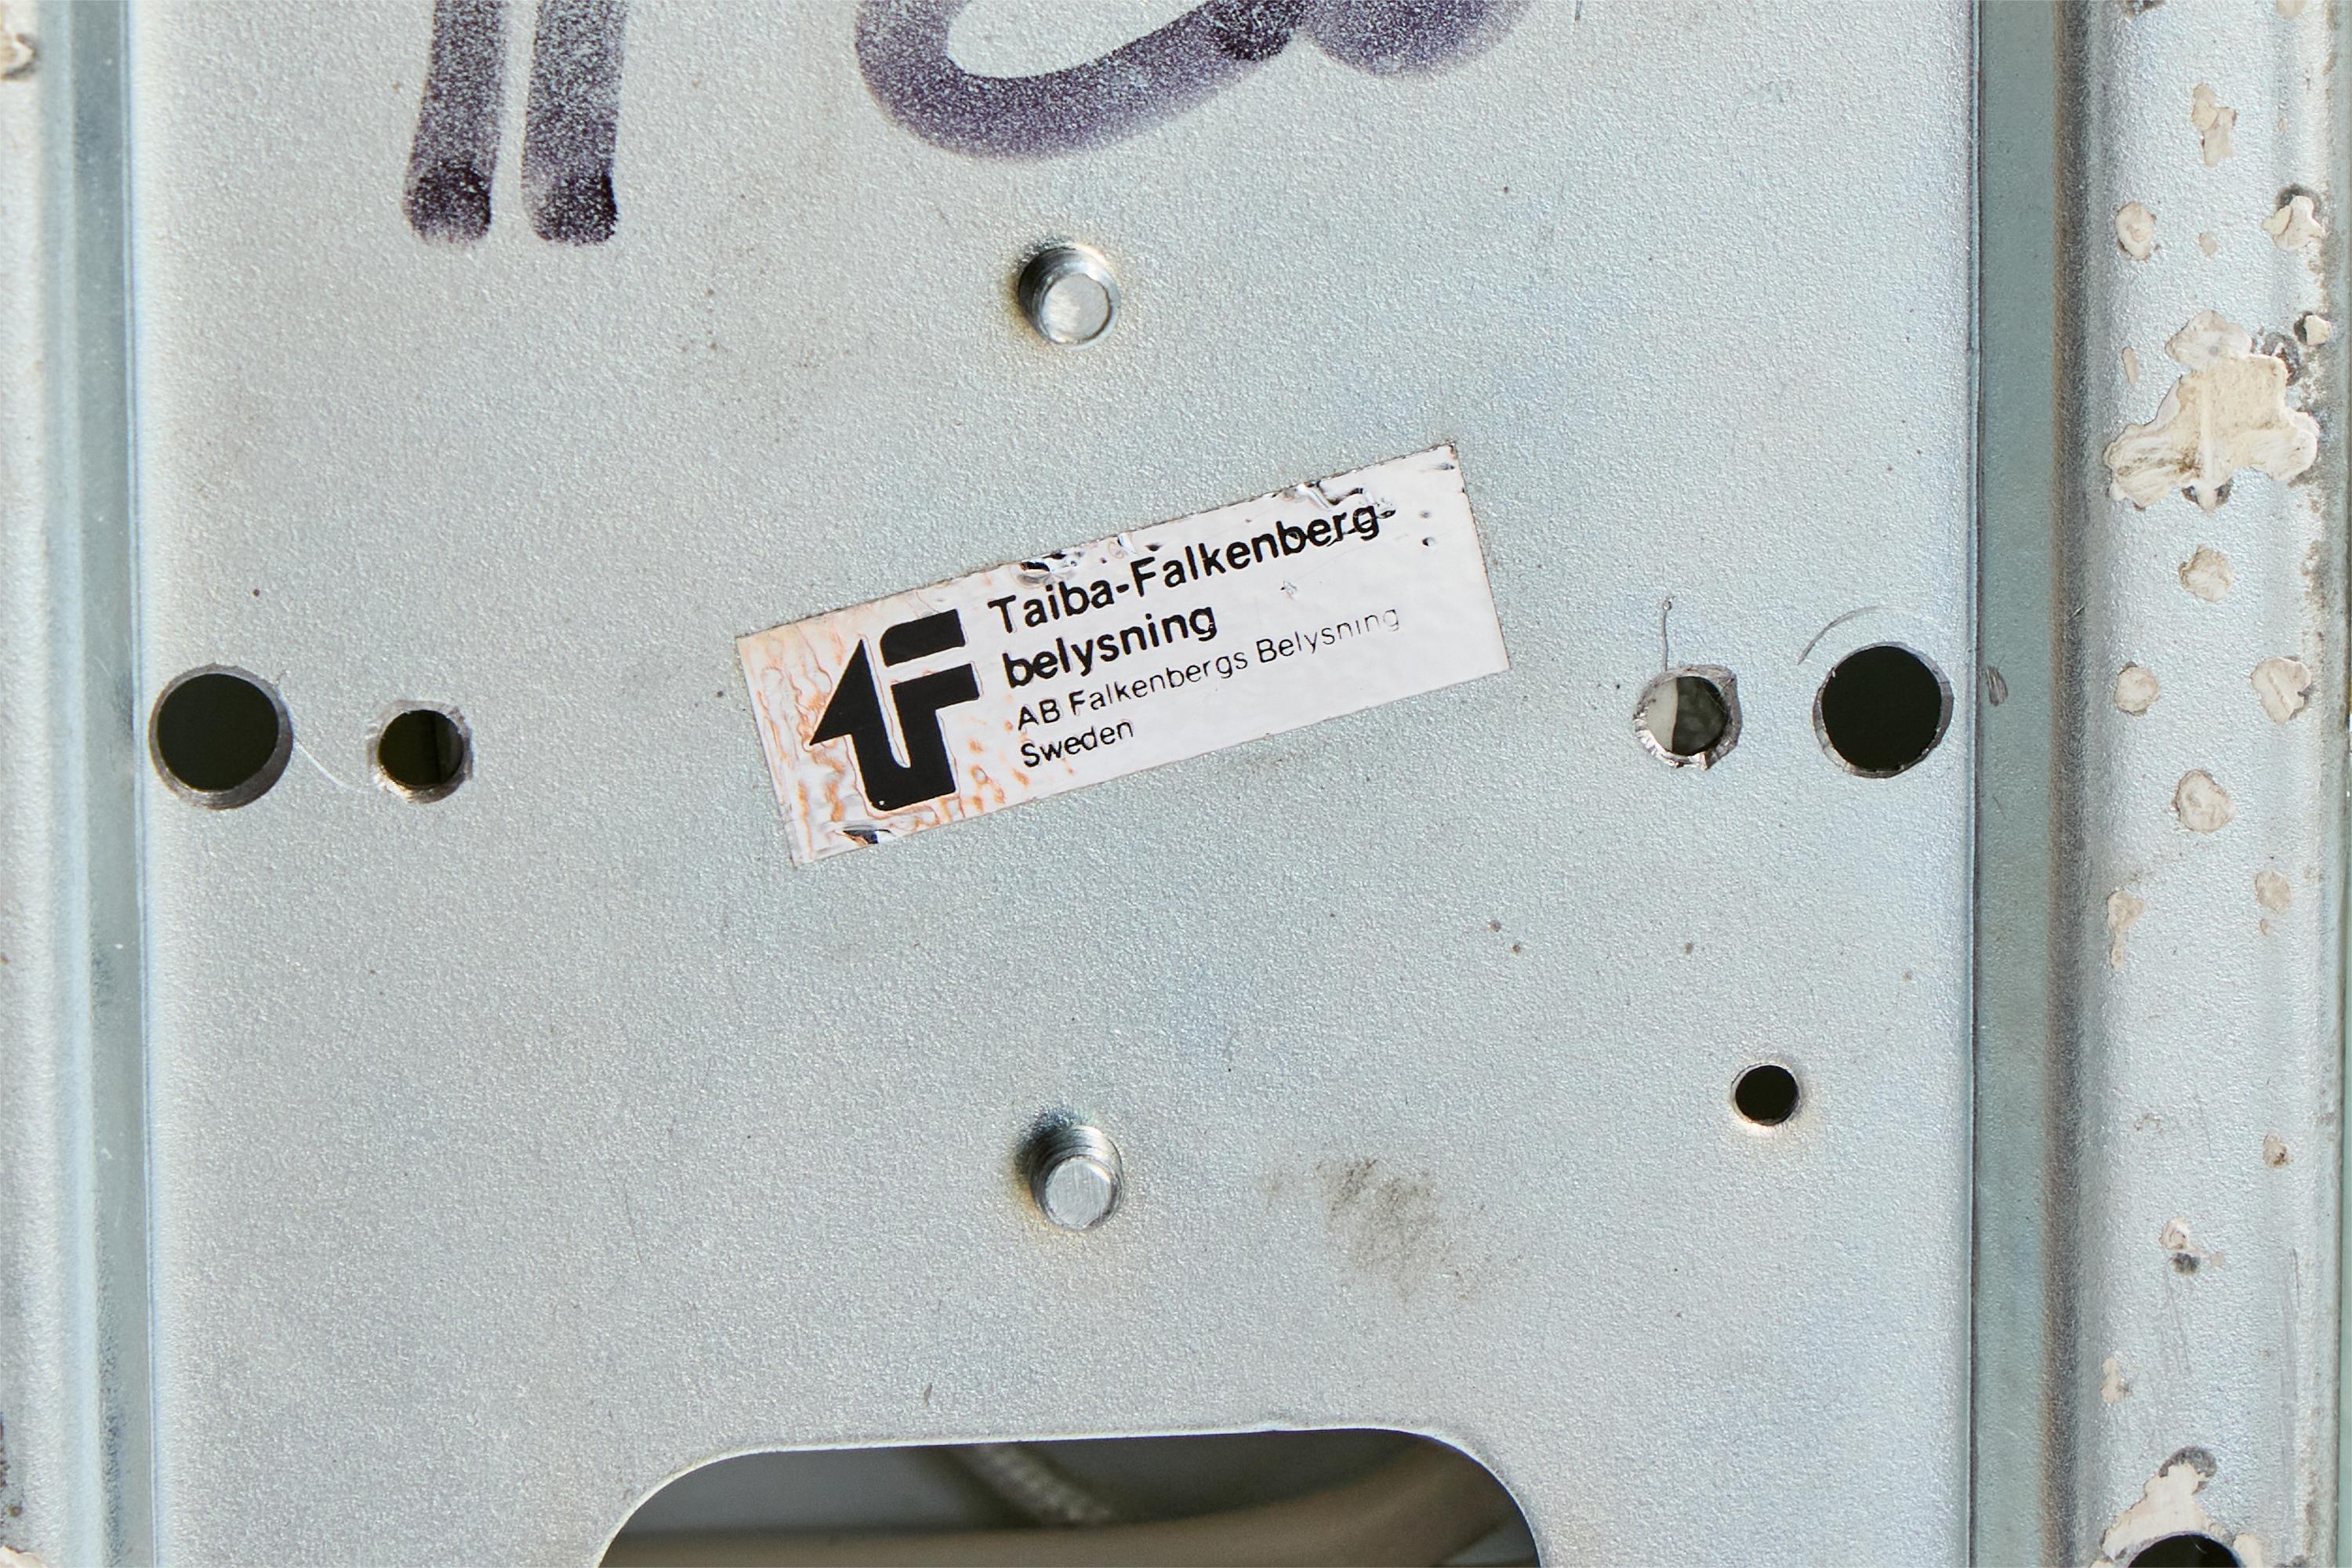 Taiba-Falkenberg-
belysning
AB Falkenbergs Belysning
Sweden